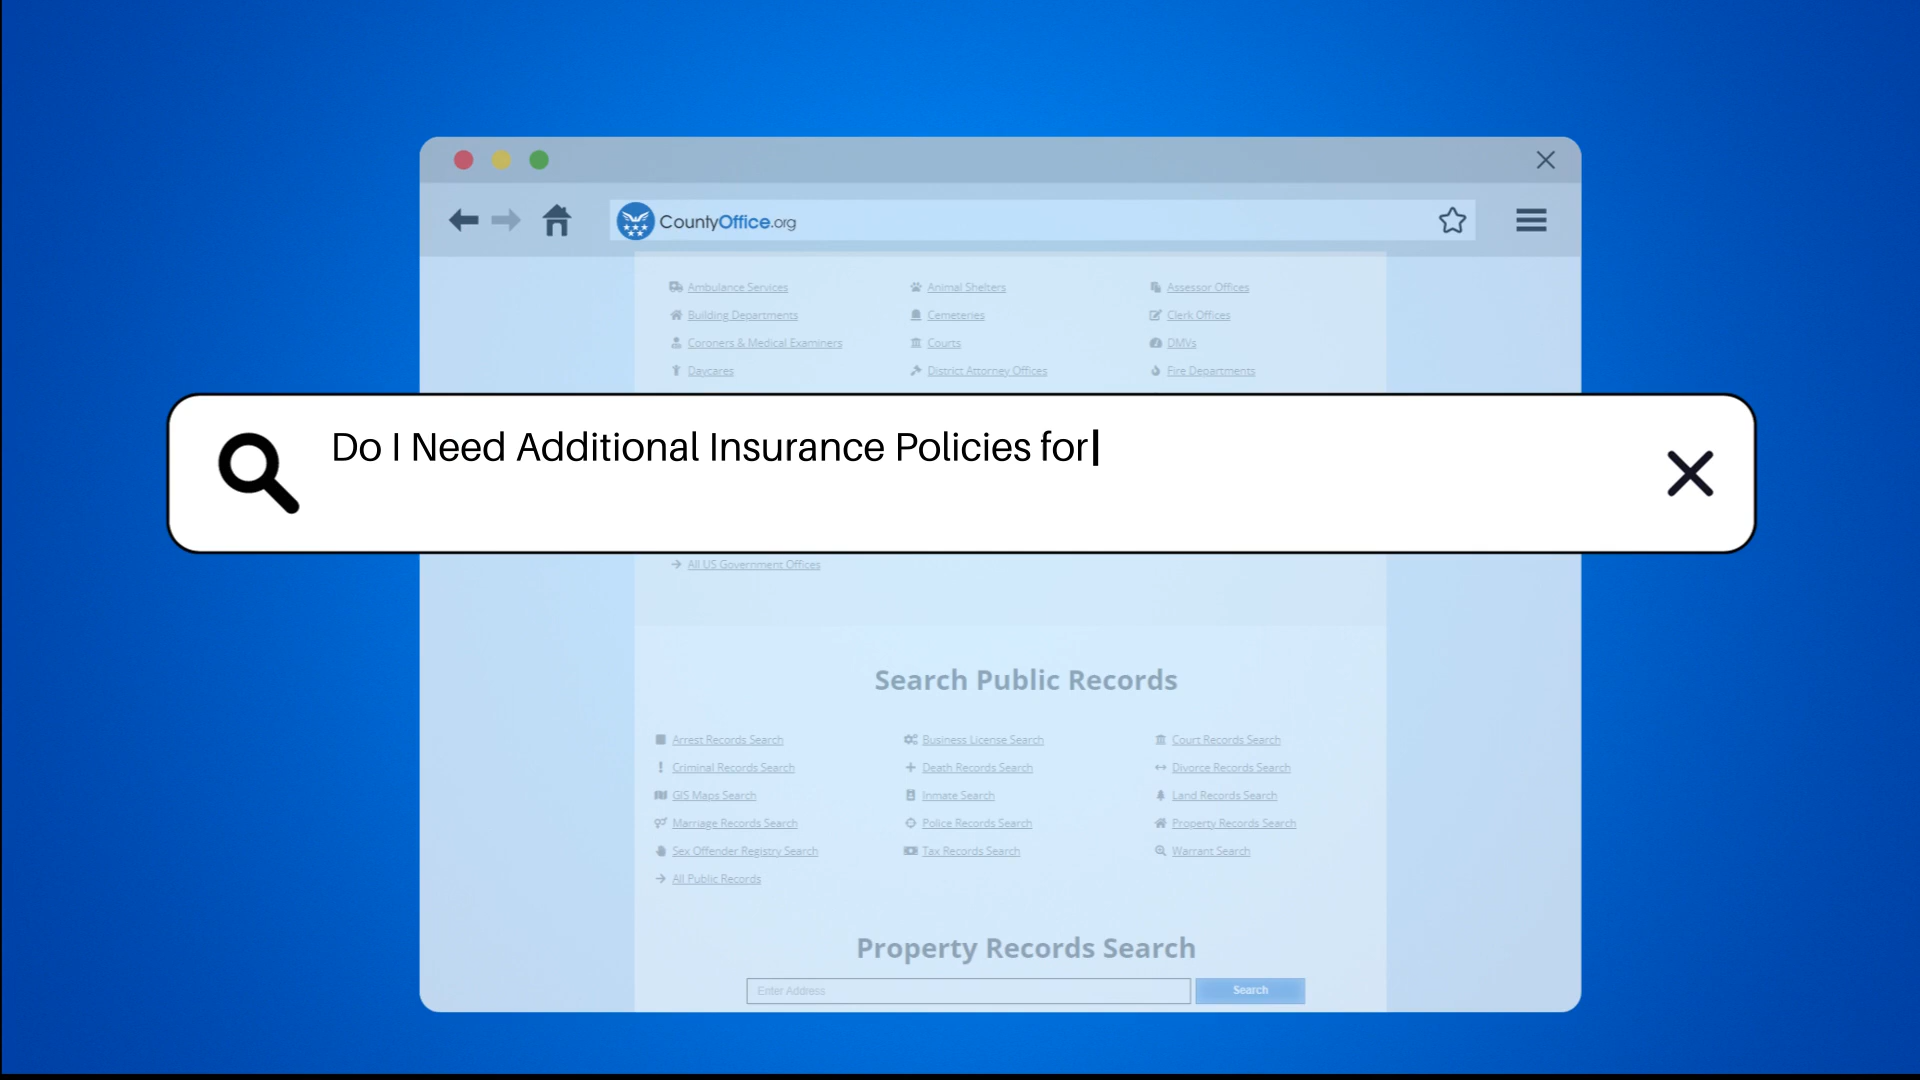 CountyOffice.org
Ambulance Services Animal Shelters Assessor Offices
Building Departments Cemeteries Clerk Offices
Coroners & Medical Examiners Courts DMVs
Daycares District Attorney Offices Fire Departments
Do I Need Additional Insurance Policies for
All US Government Offices
Search Public Records
Arrest Records Search Business License Search Court Records Search
Criminal Records Search Death Records Search Divorce Records Search
GIS Maps Search Inmate Search Land Records Search
Marriage Records Search Police Records Search Property Records Search
Sex Offender Registry Search Tax Records Search Warrant Search
All Public Records
Property Records Search
Enter Address Search